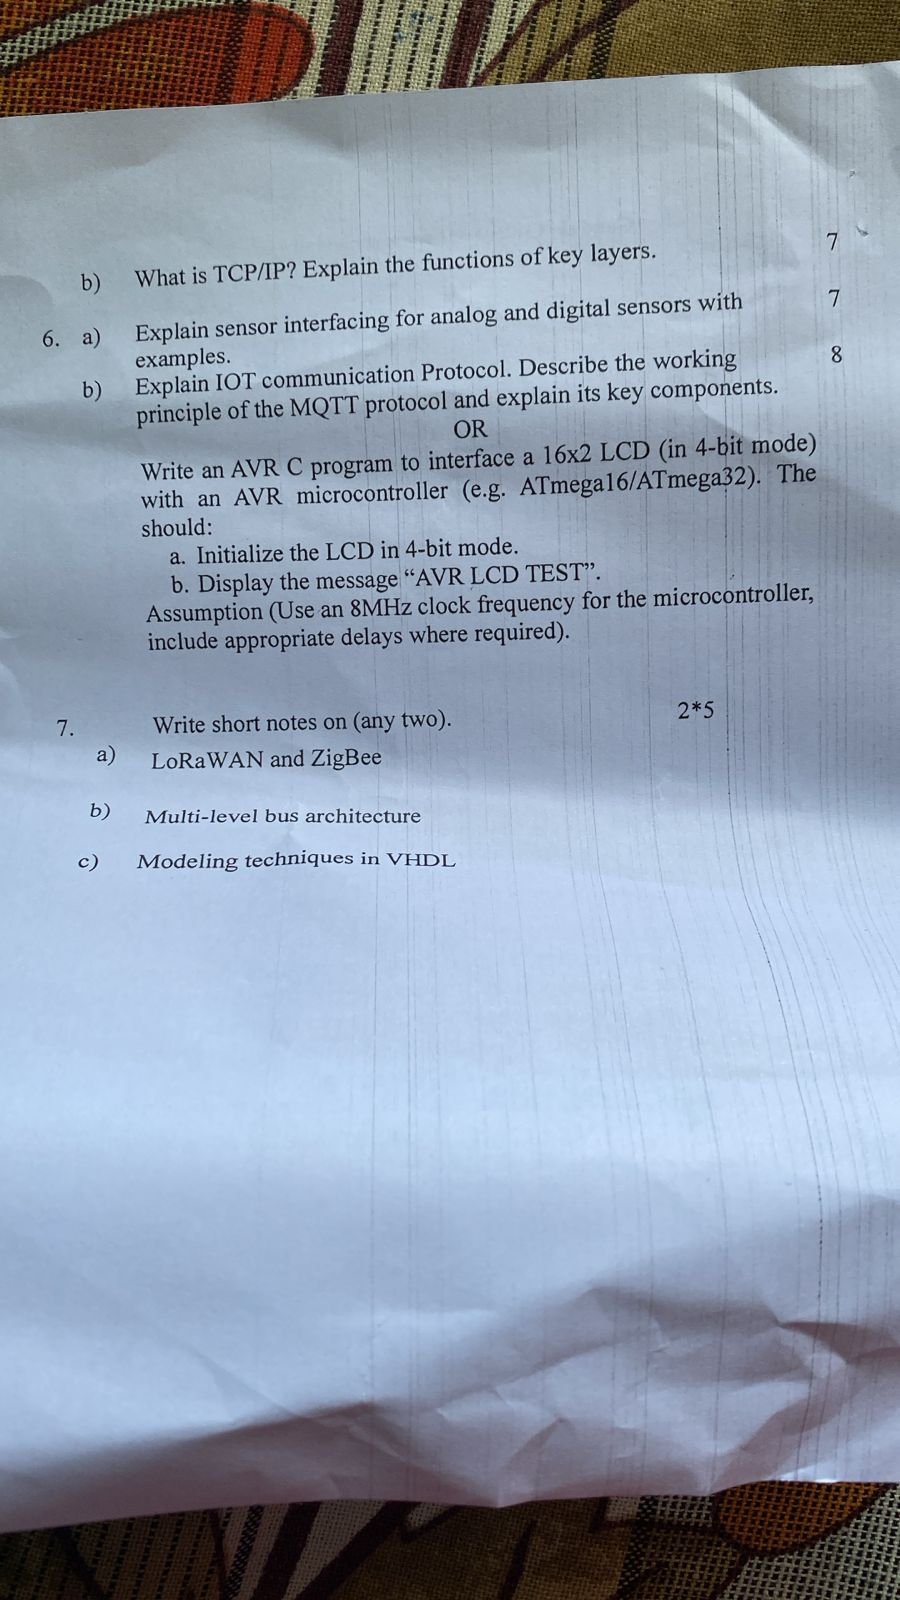 b) What is TCP/IP? Explain the functions of key layers. 7
6. a) Explain sensor interfacing for analog and digital sensors with 7
examples.
b) Explain IOT communication Protocol. Describe the working 8
principle of the MQTT protocol and explain its key components.
OR
Write an AVR C program to interface a 16x2 LCD (in 4-bit mode)
with an AVR microcontroller (e.g. ATmega16/ATmega32). The
should:
a. Initialize the LCD in 4-bit mode.
b. Display the message “AVR LCD TEST”.
Assumption (Use an 8MHz clock frequency for the microcontroller,
include appropriate delays where required).
7. Write short notes on (any two). 2*5
a) LoRaWAN and ZigBee
b) Multi-level bus architecture
c) Modeling techniques in VHDL